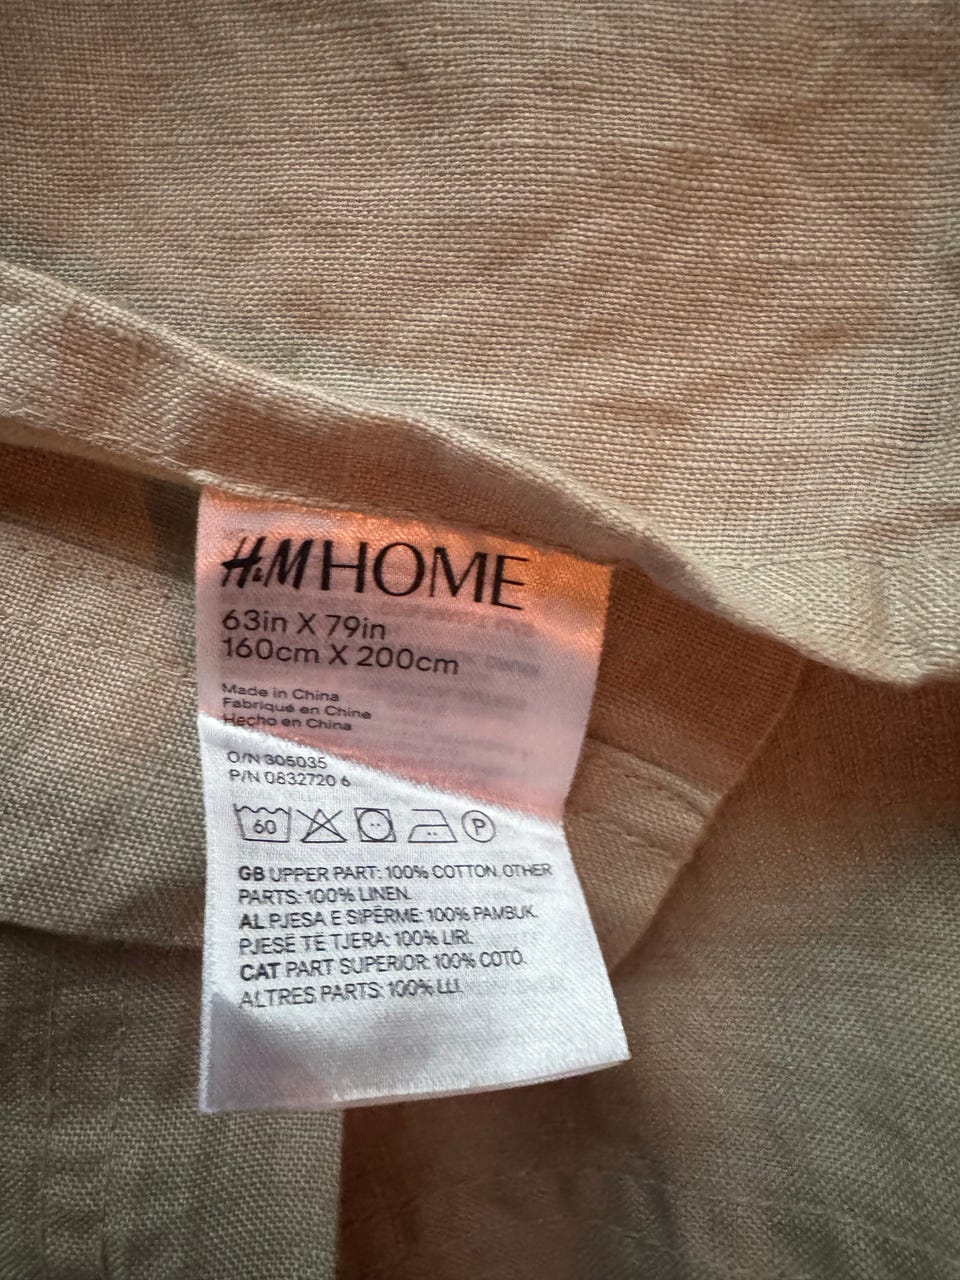 H&M HOME
63in X 79in
160cm X 200cm
Made in China
Fabriqué en Chine
Hecho en China
O/N 305035
P/N 0832720 6
60 P
GB UPPER PART: 100% COTTON. OTHER
PARTS: 100% LINEN.
AL PJESA E SIPËRME: 100% PAMBUK.
PJESË TË TJERA: 100% LIRI.
CAT PART SUPERIOR: 100% COTÓ.
ALTRES PARTS: 100% LLI.